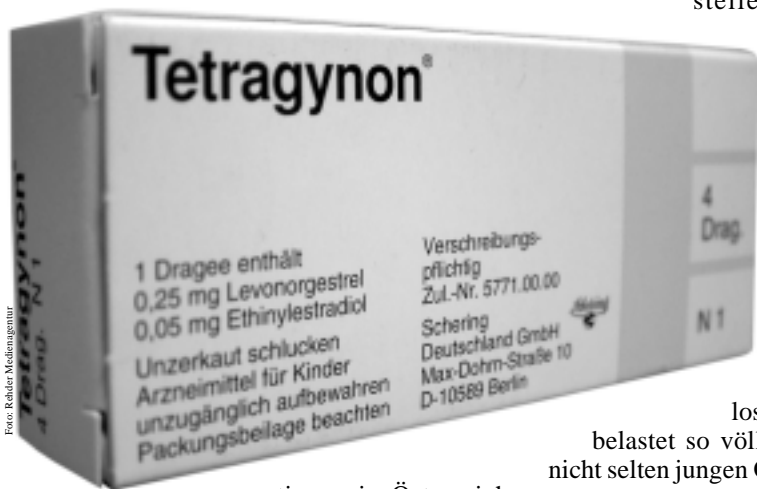 stelle
Tetragynon®
1 Dragee enthält
0,25 mg Levonorgestrel
0,05 mg Ethinylestradiol
Unzerkaut schlucken
Arzneimittel für Kinder
unzugänglich aufbewahren
Packungsbeilage beachten
Verschreibungs-
pflichtig
Zul.-Nr. 5771.00.00
Schering
Deutschland GmbH
Max-Dohrn-Straße 10
D-10589 Berlin
4
Drag.
N 1
Tetragynon®
4 Drag. N 1
Foto: Rehder Medienagentur
los
belastet so völl
nicht selten jungen